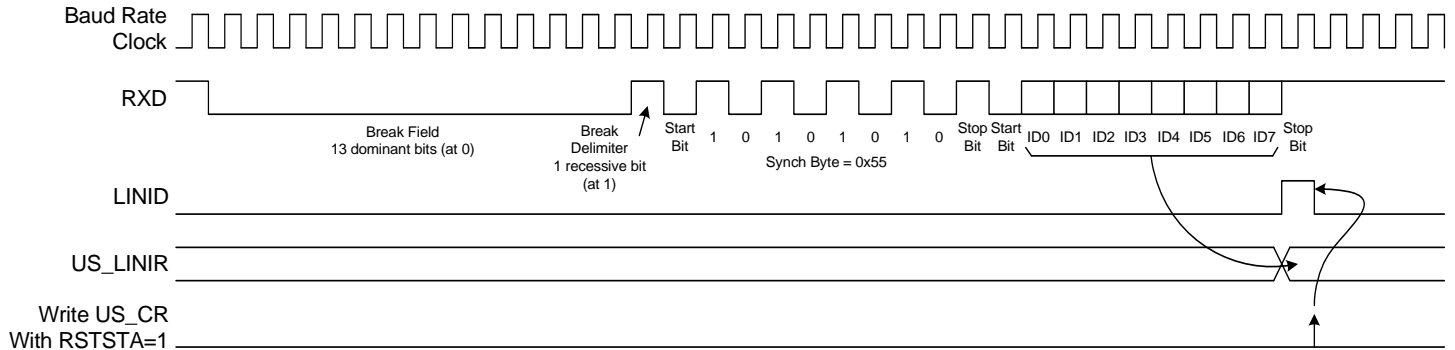 Baud Rate
Clock
RXD
Break Field
13 dominant bits (at 0)
Break
Delimiter
1 recessive bit
(at 1)
Start
Bit
1 0 1 0 1 0 1 0
Synch Byte = 0x55
Stop
Bit
Start
Bit
ID0 ID1 ID2 ID3 ID4 ID5 ID6 ID7
Stop
Bit
LINID
US_LINIR
Write US_CR
With RSTSTA=1